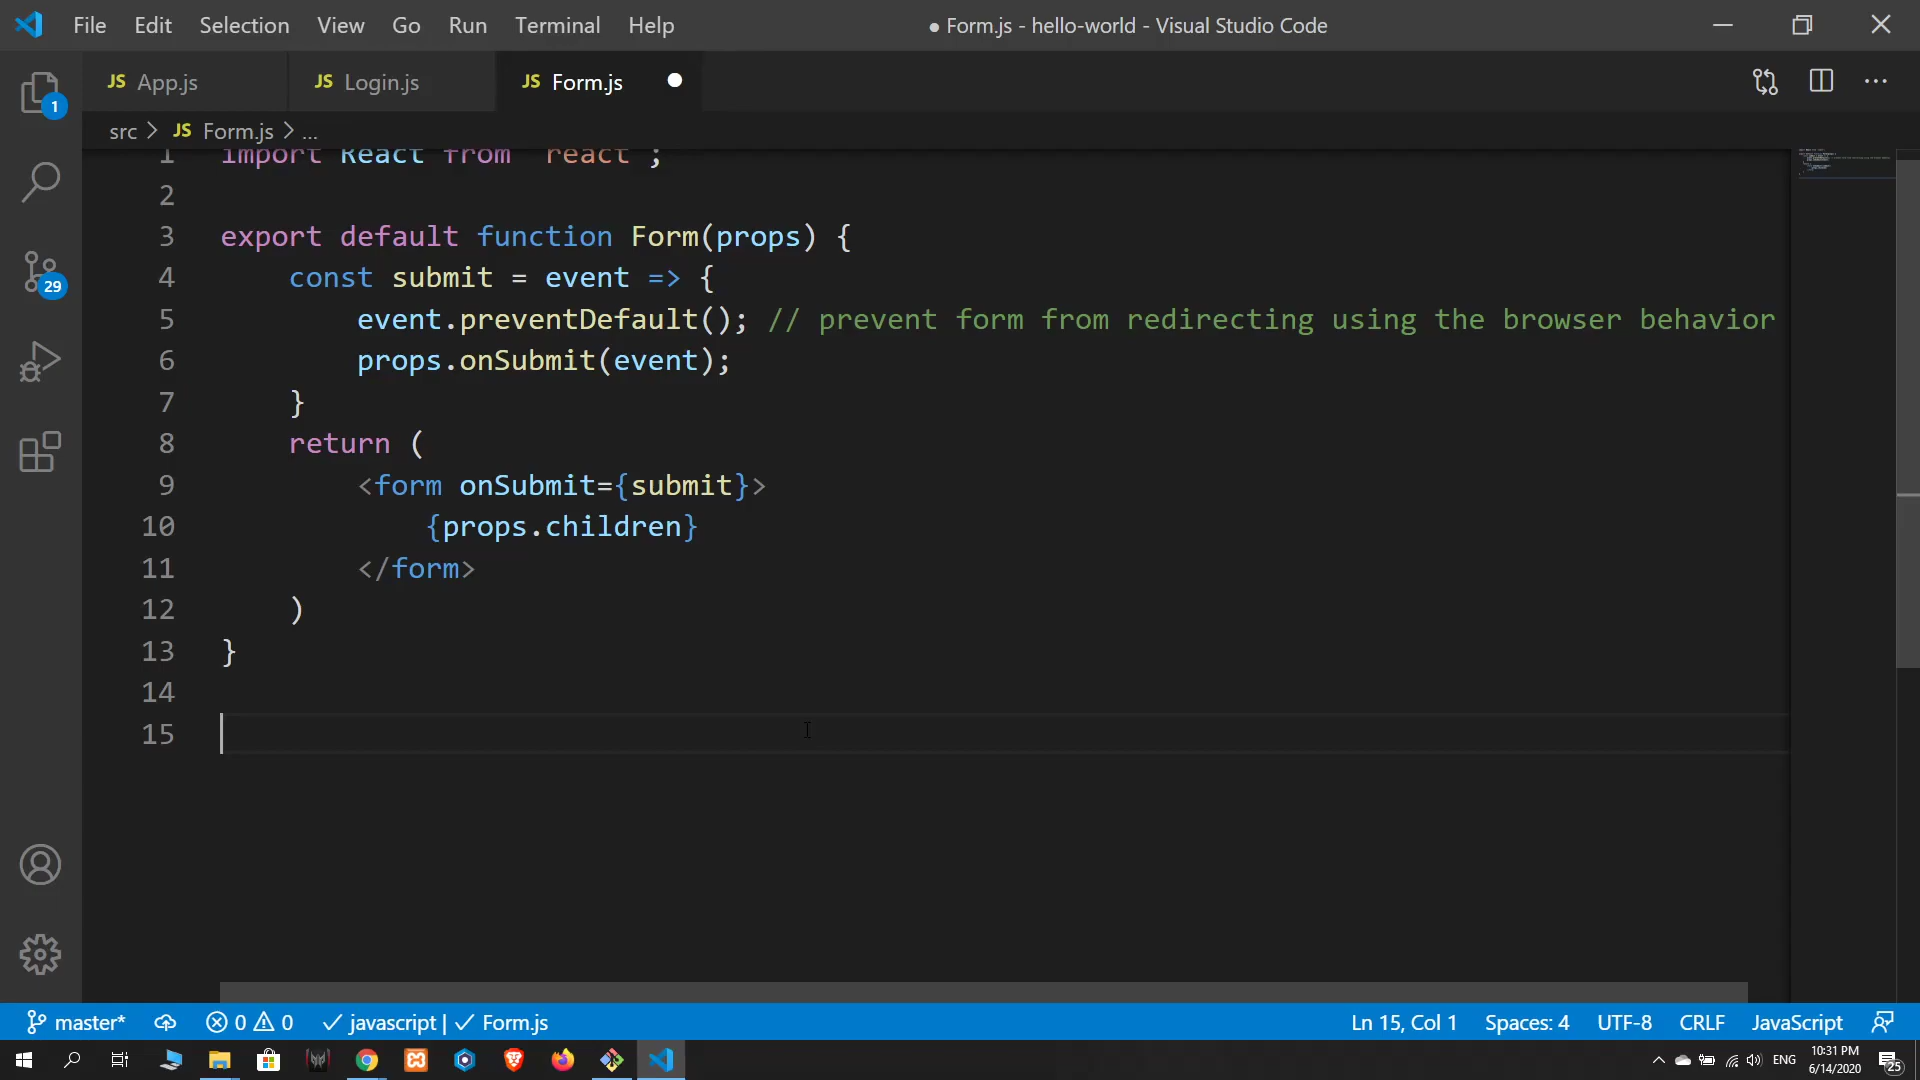 File Edit Selection View Go Run Terminal Help ● Form.js - hello-world - Visual Studio Code
JS App.js JS Login.js JS Form.js
1
src > JS Form.js > ...
1 import React from 'react';
2
3 export default function Form(props) {
4 const submit = event => {
5 event.preventDefault(); // prevent form from redirecting using the browser behavior
6 props.onSubmit(event);
7 }
8 return (
9 <form onSubmit={submit}>
10 {props.children}
11 </form>
12 )
13 }
14
15
29
master* 0 0 javascript | Form.js Ln 15, Col 1 Spaces: 4 UTF-8 CRLF JavaScript
ENG 10:31 PM
6/14/2020
25